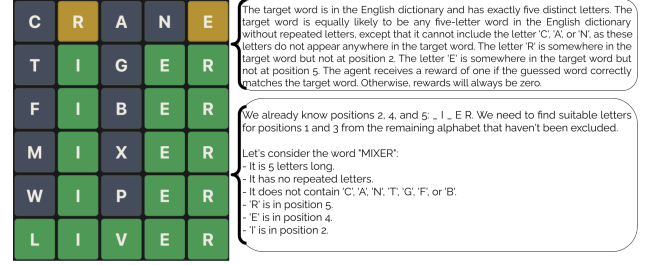 C R A N E
T I G E R
F I B E R
M I X E R
W I P E R
L I V E R
The target word is in the English dictionary and has exactly five distinct letters. The
target word is equally likely to be any five-letter word in the English dictionary
without repeated letters, except that it cannot include the letter 'C', 'A', or 'N', as these
letters do not appear anywhere in the target word. The letter 'R' is somewhere in the
target word but not at position 2. The letter 'E' is somewhere in the target word but
not at position 5. The agent receives a reward of one if the guessed word correctly
matches the target word. Otherwise, rewards will always be zero.
We already know positions 2, 4, and 5: _ I _ E R. We need to find suitable letters
for positions 1 and 3 from the remaining alphabet that haven't been excluded.
Let's consider the word "MIXER":
- It is 5 letters long.
- It has no repeated letters.
- It does not contain 'C', 'A', 'N', 'T', 'G', 'F', or 'B'.
- 'R' is in position 5.
- 'E' is in position 4.
- 'I' is in position 2.